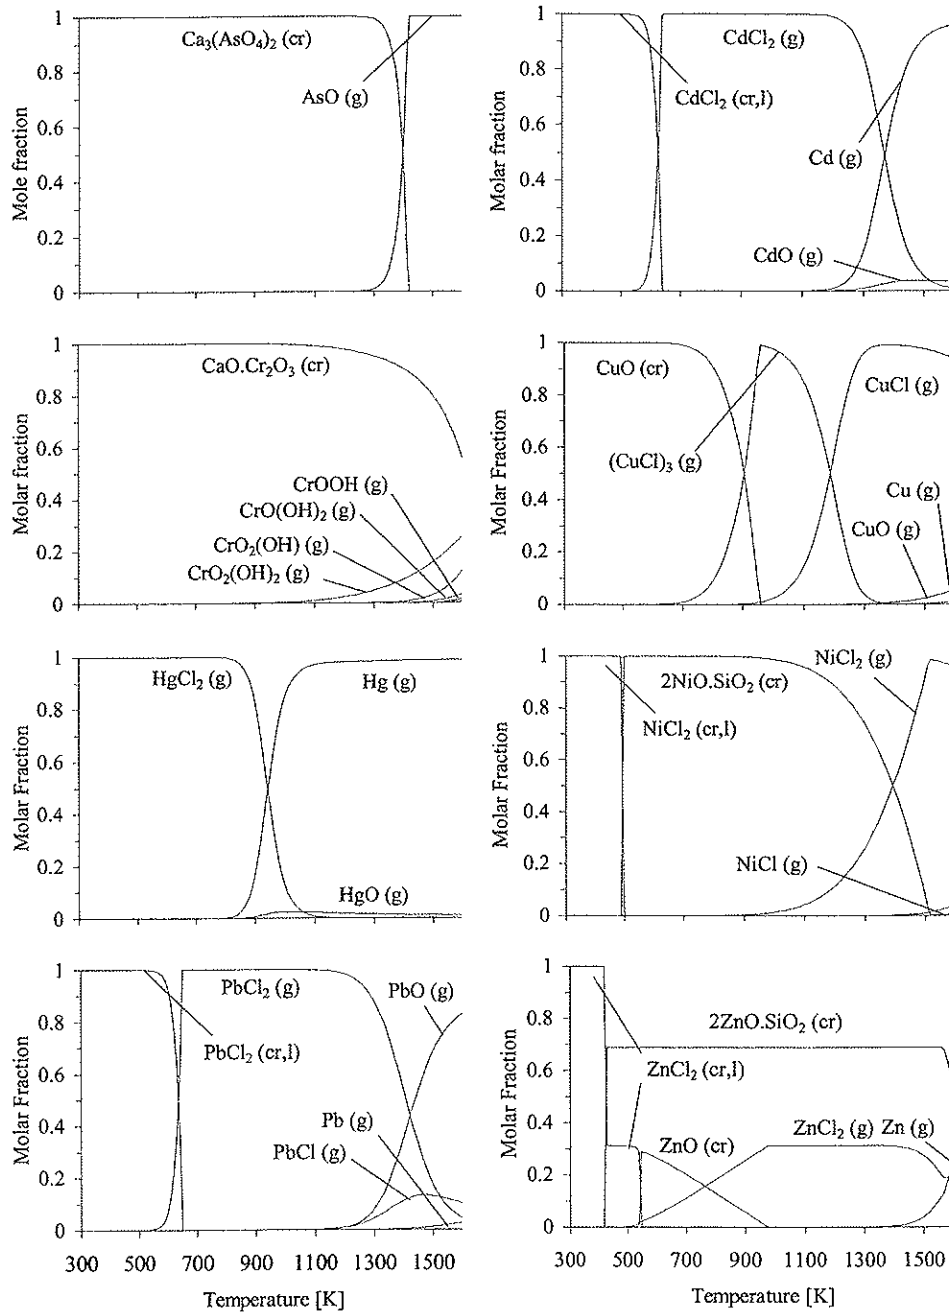 Mole fraction
1
0.8
0.6
0.4
0.2
0
Ca₃(AsO₄)₂ (cr)
AsO (g)
Molar fraction
1
0.8
0.6
0.4
0.2
0
CdCl₂ (g)
CdCl₂ (cr,l)
Cd (g)
CdO (g)
Molar Fraction
1
0.8
0.6
0.4
0.2
0
CaO.Cr₂O₃ (cr)
CrOOH (g)
CrO(OH)₂ (g)
CrO₂(OH) (g)
CrO₂(OH)₂ (g)
Molar Fraction
1
0.8
0.6
0.4
0.2
0
CuO (cr)
CuCl (g)
(CuCl)₃ (g)
Cu (g)
CuO (g)
Molar Fraction
1
0.8
0.6
0.4
0.2
0
HgCl₂ (g)
Hg (g)
HgO (g)
Molar Fraction
1
0.8
0.6
0.4
0.2
0
NiCl₂ (g)
2NiO.SiO₂ (cr)
NiCl₂ (cr,l)
NiCl (g)
Molar Fraction
1
0.8
0.6
0.4
0.2
0
PbCl₂ (g)
PbO (g)
PbCl₂ (cr,l)
Pb (g)
PbCl (g)
300 500 700 900 1100 1300 1500
Temperature [K]
Molar Fraction
1
0.8
0.6
0.4
0.2
0
2ZnO.SiO₂ (cr)
ZnCl₂ (cr,l)
ZnO (cr)
ZnCl₂ (g) Zn (g)
300 500 700 900 1100 1300 1500
Temperature [K]